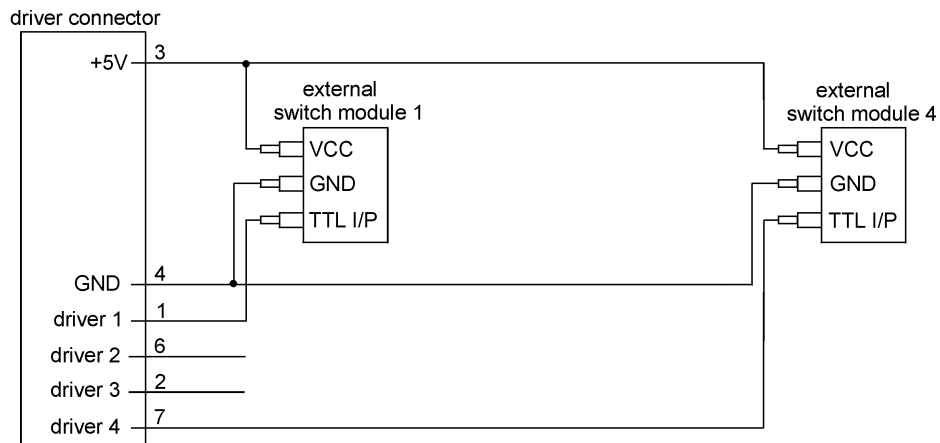 driver connector
+5V
3
external
switch module 1
VCC
GND
TTL I/P
external
switch module 4
VCC
GND
TTL I/P
GND
4
driver 1
1
driver 2
6
driver 3
2
driver 4
7